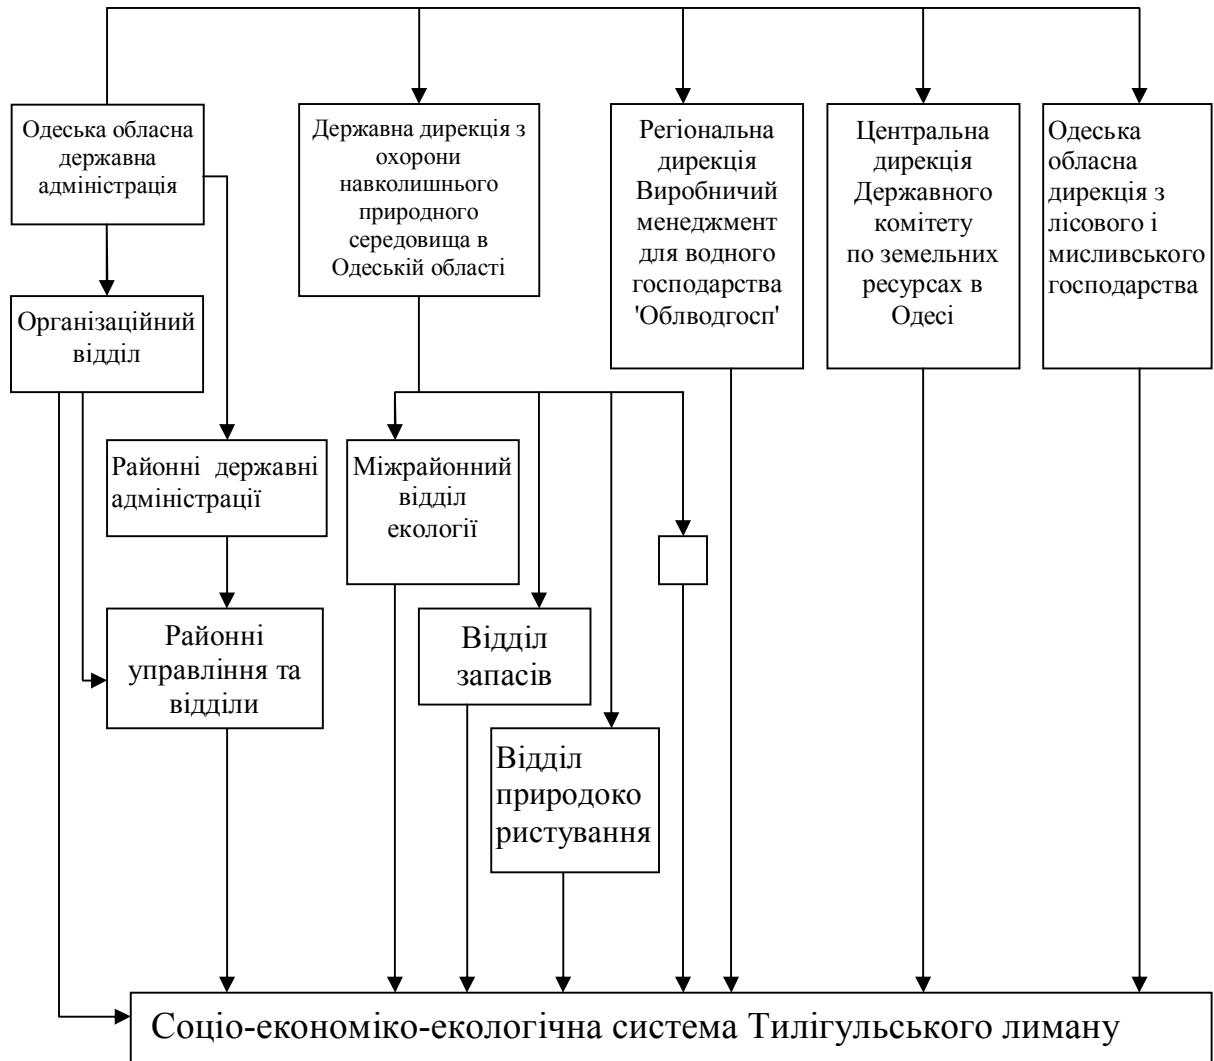 Одеська обласна
державна
адміністрація
Державна дирекція з
охорони
навколишнього
природного
середовища в
Одеській області
Регіональна
дирекція
Виробничий
менеджмент
для водного
господарства
'Облводгосп'
Центральна
дирекція
Державного
комітету
по земельних
ресурсах в
Одесі
Одеська
обласна
дирекція з
лісового і
мисливського
господарства
Організаційний
відділ
Районні державні
адміністрації
Міжрайонний
відділ
екології
Районні
управління та
відділи
Відділ
запасів
Відділ
природоко
ристування
Соціо-економіко-екологічна система Тилігульського лиману